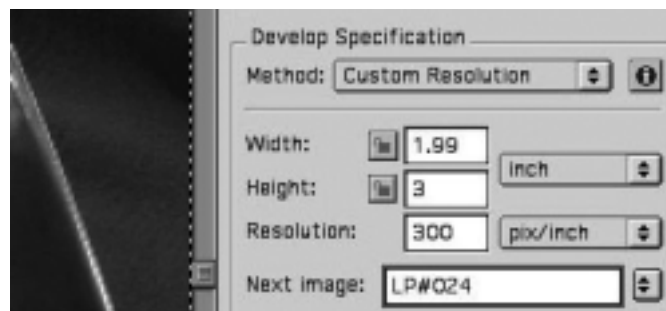 Develop Specification
Method: Custom Resolution
Width: 1.99
inch
Height: 3
Resolution: 300 pix/inch
Next image: LP#024